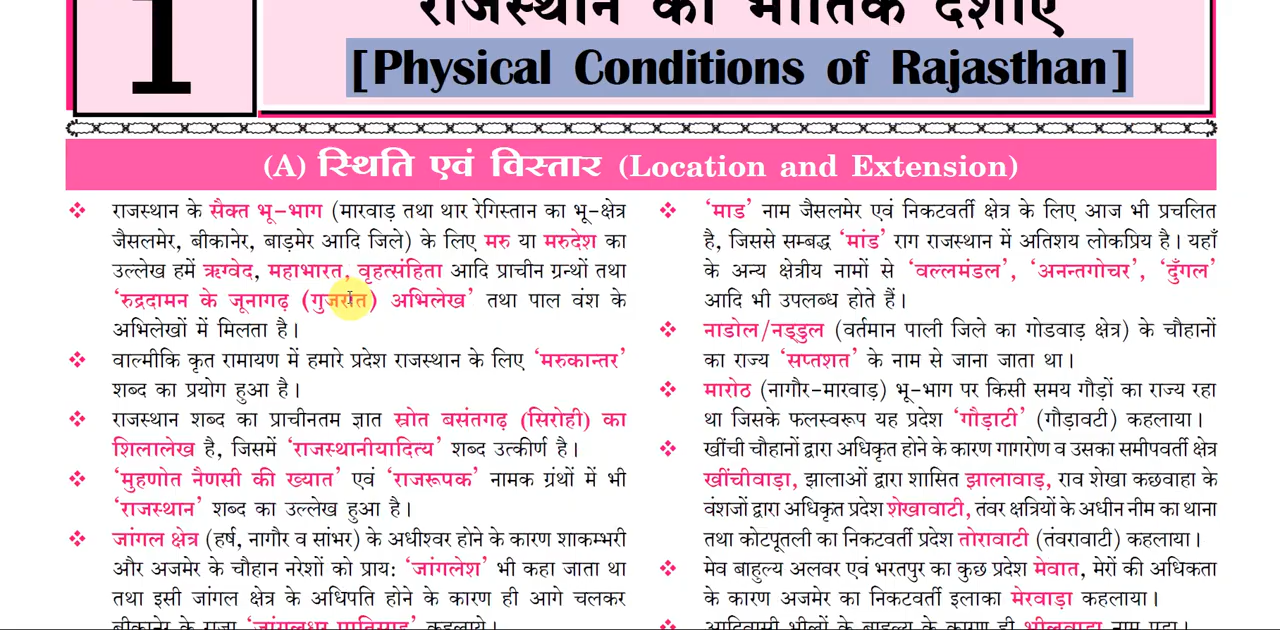 1
राजस्थान की भौतिक दशाएँ
[Physical Conditions of Rajasthan]
(A) स्थिति एवं विस्तार (Location and Extension)
❖ राजस्थान के सैक्त भू-भाग (मारवाड़ तथा थार रेगिस्तान का भू-क्षेत्र
जैसलमेर, बीकानेर, बाड़मेर आदि जिले) के लिए मरु या मरुदेश का
उल्लेख हमें ऋग्वेद, महाभारत, वृहत्संहिता आदि प्राचीन ग्रन्थों तथा
‘रुद्रदामन के जूनागढ़ (गुजरात) अभिलेख’ तथा पाल वंश के
अभिलेखों में मिलता है।
❖ वाल्मीकि कृत रामायण में हमारे प्रदेश राजस्थान के लिए ‘मरुकान्तर’
शब्द का प्रयोग हुआ है।
❖ राजस्थान शब्द का प्राचीनतम ज्ञात स्रोत बसंतगढ़ (सिरोही) का
शिलालेख है, जिसमें ‘राजस्थानीयादित्य’ शब्द उत्कीर्ण है।
❖ ‘मुहणोत नैणसी की ख्यात’ एवं ‘राजरूपक’ नामक ग्रंथों में भी
‘राजस्थान’ शब्द का उल्लेख हुआ है।
❖ जांगल क्षेत्र (हर्ष, नागौर व सांभर) के अधीश्वर होने के कारण शाकम्भरी
और अजमेर के चौहान नरेशों को प्राय: ‘जांगलेश’ भी कहा जाता था
तथा इसी जांगल क्षेत्र के अधिपति होने के कारण ही आगे चलकर
बीकानेर के राजा ‘जांगलधर पातिसाह’ कहलाये।
❖ ‘माड’ नाम जैसलमेर एवं निकटवर्ती क्षेत्र के लिए आज भी प्रचलित
है, जिससे सम्बद्ध ‘मांड’ राग राजस्थान में अतिशय लोकप्रिय है। यहाँ
के अन्य क्षेत्रीय नामों से ‘वल्लमंडल’, ‘अनन्तगोचर’, ‘दुँगल’
आदि भी उपलब्ध होते हैं।
❖ नाडोल/नड्डुल (वर्तमान पाली जिले का गोडवाड़ क्षेत्र) के चौहानों
का राज्य ‘सप्तशत’ के नाम से जाना जाता था।
❖ मारोठ (नागौर-मारवाड़) भू-भाग पर किसी समय गौड़ों का राज्य रहा
था जिसके फलस्वरूप यह प्रदेश ‘गौड़ाटी’ (गौड़ावटी) कहलाया।
❖ खींची चौहानों द्वारा अधिकृत होने के कारण गागरोण व उसका समीपवर्ती क्षेत्र
खींचीवाड़ा, झालाओं द्वारा शासित झालावाड़, राव शेखा कछवाहा के
वंशजों द्वारा अधिकृत प्रदेश शेखावाटी, तंवर क्षत्रियों के अधीन नीम का थाना
तथा कोटपूतली का निकटवर्ती प्रदेश तोरावाटी (तंवरावाटी) कहलाया।
❖ मेव बाहुल्य अलवर एवं भरतपुर का कुछ प्रदेश मेवात, मेरों की अधिकता
के कारण अजमेर का निकटवर्ती इलाका मेरवाड़ा कहलाया।
❖ आदिवासी भीलों के बाहुल्य के कारण ही भीलवाड़ा नाम पड़ा।